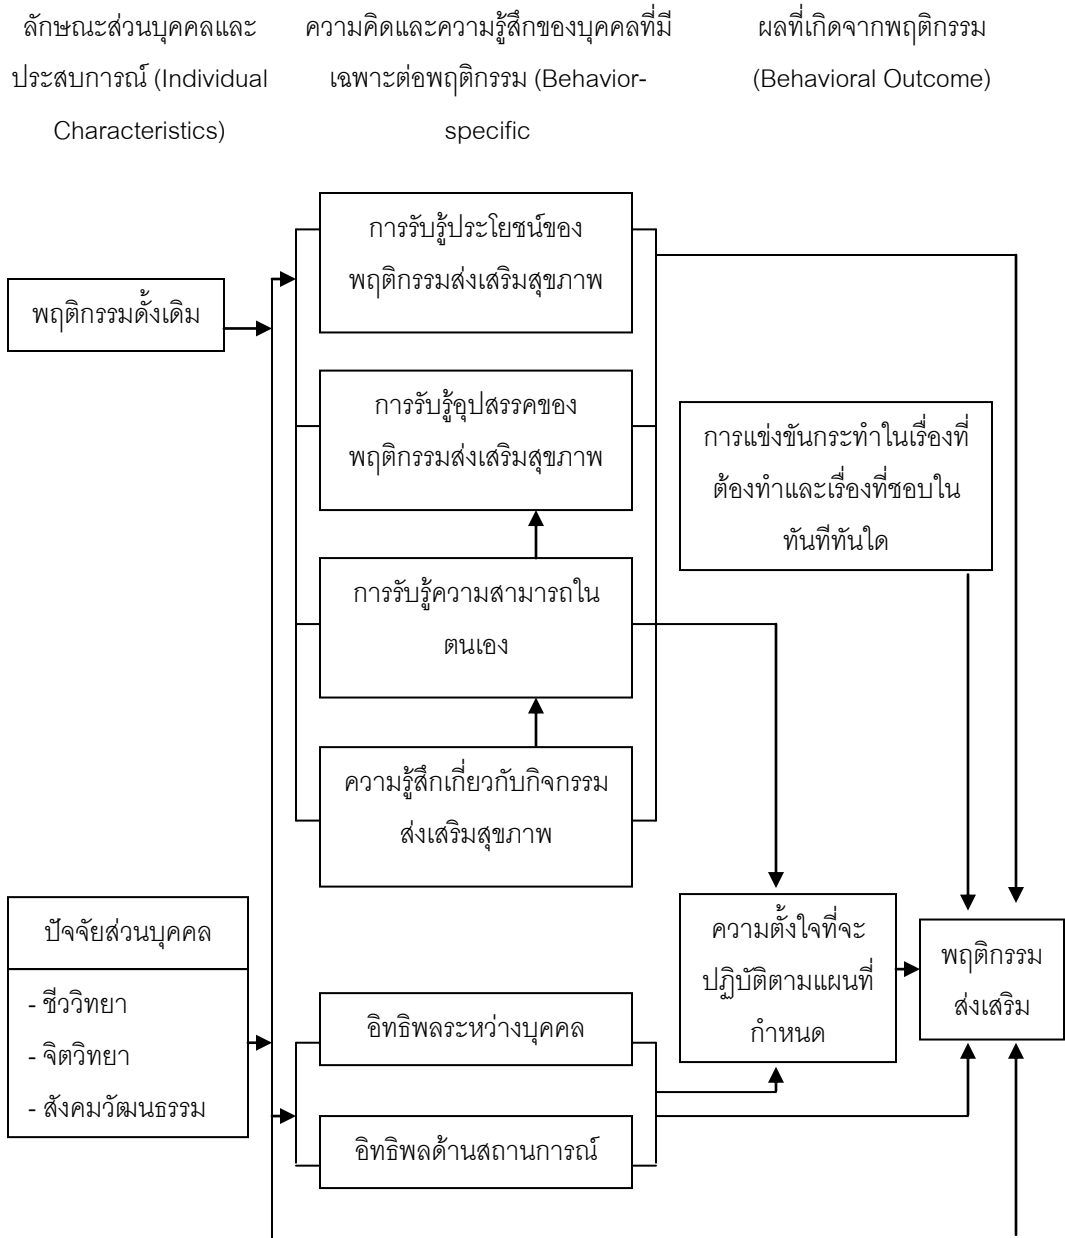 ลักษณะส่วนบุคคลและ
ประสบการณ์ (Individual
Characteristics)
ความคิดและความรู้สึกของบุคคลที่มี
เฉพาะต่อพฤติกรรม (Behavior-
specific
ผลที่เกิดจากพฤติกรรม
(Behavioral Outcome)
การรับรู้ประโยชน์ของ
พฤติกรรมส่งเสริมสุขภาพ
พฤติกรรมดั้งเดิม
การรับรู้อุปสรรคของ
พฤติกรรมส่งเสริมสุขภาพ
การแข่งขันกระทำในเรื่องที่
ต้องทำและเรื่องที่ชอบใน
ทันทีทันใด
การรับรู้ความสามารถใน
ตนเอง
ความรู้สึกเกี่ยวกับกิจกรรม
ส่งเสริมสุขภาพ
ปัจจัยส่วนบุคคล
- ชีววิทยา
- จิตวิทยา
- สังคมวัฒนธรรม
ความตั้งใจที่จะ
ปฏิบัติตามแผนที่
กำหนด
พฤติกรรม
ส่งเสริม
อิทธิพลระหว่างบุคคล
อิทธิพลด้านสถานการณ์